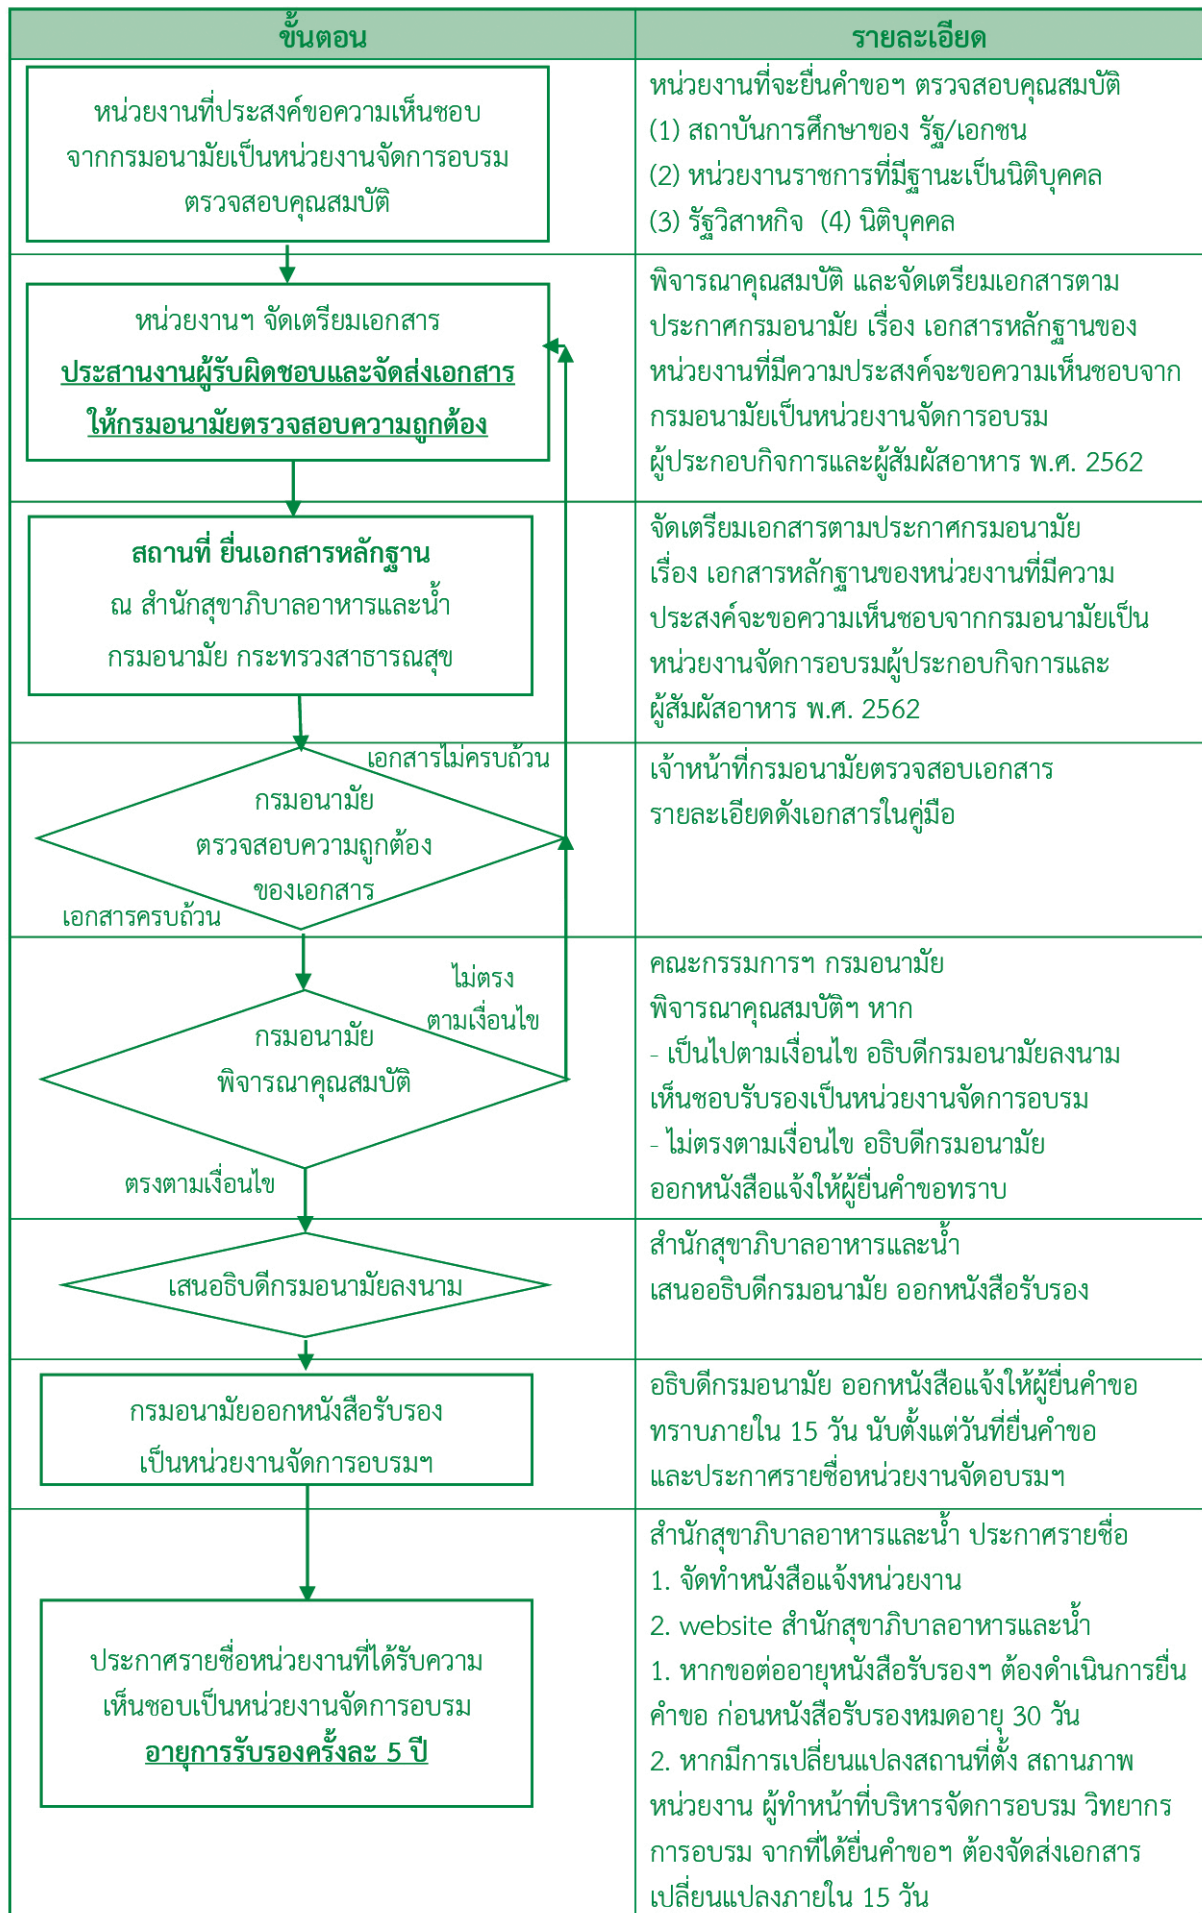 ขั้นตอน
รายละเอียด
หน่วยงานที่ประสงค์ขอความเห็นชอบ
จากกรมอนามัยเป็นหน่วยงานจัดการอบรม
ตรวจสอบคุณสมบัติ
หน่วยงานที่จะยื่นคำขอฯ ตรวจสอบคุณสมบัติ
(1) สถาบันการศึกษาของ รัฐ/เอกชน
(2) หน่วยงานราชการที่มีฐานะเป็นนิติบุคคล
(3) รัฐวิสาหกิจ (4) นิติบุคคล
หน่วยงานฯ จัดเตรียมเอกสาร
ประสานงานผู้รับผิดชอบและจัดส่งเอกสาร
ให้กรมอนามัยตรวจสอบความถูกต้อง
พิจารณาคุณสมบัติ และจัดเตรียมเอกสารตาม
ประกาศกรมอนามัย เรื่อง เอกสารหลักฐานของ
หน่วยงานที่มีความประสงค์จะขอความเห็นชอบจาก
กรมอนามัยเป็นหน่วยงานจัดการอบรม
ผู้ประกอบกิจการและผู้สัมผัสอาหาร พ.ศ. 2562
สถานที่ ยื่นเอกสารหลักฐาน
ณ สำนักสุขาภิบาลอาหารและน้ำ
กรมอนามัย กระทรวงสาธารณสุข
จัดเตรียมเอกสารตามประกาศกรมอนามัย
เรื่อง เอกสารหลักฐานของหน่วยงานที่มีความ
ประสงค์จะขอความเห็นชอบจากกรมอนามัยเป็น
หน่วยงานจัดการอบรมผู้ประกอบกิจการและ
ผู้สัมผัสอาหาร พ.ศ. 2562
เอกสารไม่ครบถ้วน
กรมอนามัย
ตรวจสอบความถูกต้อง
ของเอกสาร
เอกสารครบถ้วน
เจ้าหน้าที่กรมอนามัยตรวจสอบเอกสาร
รายละเอียดดังเอกสารในคู่มือ
ไม่ตรง
ตามเงื่อนไข
กรมอนามัย
พิจารณาคุณสมบัติ
ตรงตามเงื่อนไข
คณะกรรมการฯ กรมอนามัย
พิจารณาคุณสมบัติฯ หาก
- เป็นไปตามเงื่อนไข อธิบดีกรมอนามัยลงนาม
เห็นชอบรับรองเป็นหน่วยงานจัดการอบรม
- ไม่ตรงตามเงื่อนไข อธิบดีกรมอนามัย
ออกหนังสือแจ้งให้ผู้ยื่นคำขอทราบ
เสนอธิบดีกรมอนามัยลงนาม
สำนักสุขาภิบาลอาหารและน้ำ
เสนออธิบดีกรมอนามัย ออกหนังสือรับรอง
กรมอนามัยออกหนังสือรับรอง
เป็นหน่วยงานจัดการอบรมฯ
อธิบดีกรมอนามัย ออกหนังสือแจ้งให้ผู้ยื่นคำขอ
ทราบภายใน 15 วัน นับตั้งแต่วันที่ยื่นคำขอ
และประกาศรายชื่อหน่วยงานจัดอบรมฯ
ประกาศรายชื่อหน่วยงานที่ได้รับความ
เห็นชอบเป็นหน่วยงานจัดการอบรม
อายุการรับรองครั้งละ 5 ปี
สำนักสุขาภิบาลอาหารและน้ำ ประกาศรายชื่อ
1. จัดทำหนังสือแจ้งหน่วยงาน
2. website สำนักสุขาภิบาลอาหารและน้ำ
1. หากขอต่ออายุหนังสือรับรองฯ ต้องดำเนินการยื่น
คำขอ ก่อนหนังสือรับรองหมดอายุ 30 วัน
2. หากมีการเปลี่ยนแปลงสถานที่ตั้ง สถานภาพ
หน่วยงาน ผู้ทำหน้าที่บริหารจัดการอบรม วิทยากร
การอบรม จากที่ได้ยื่นคำขอฯ ต้องจัดส่งเอกสาร
เปลี่ยนแปลงภายใน 15 วัน